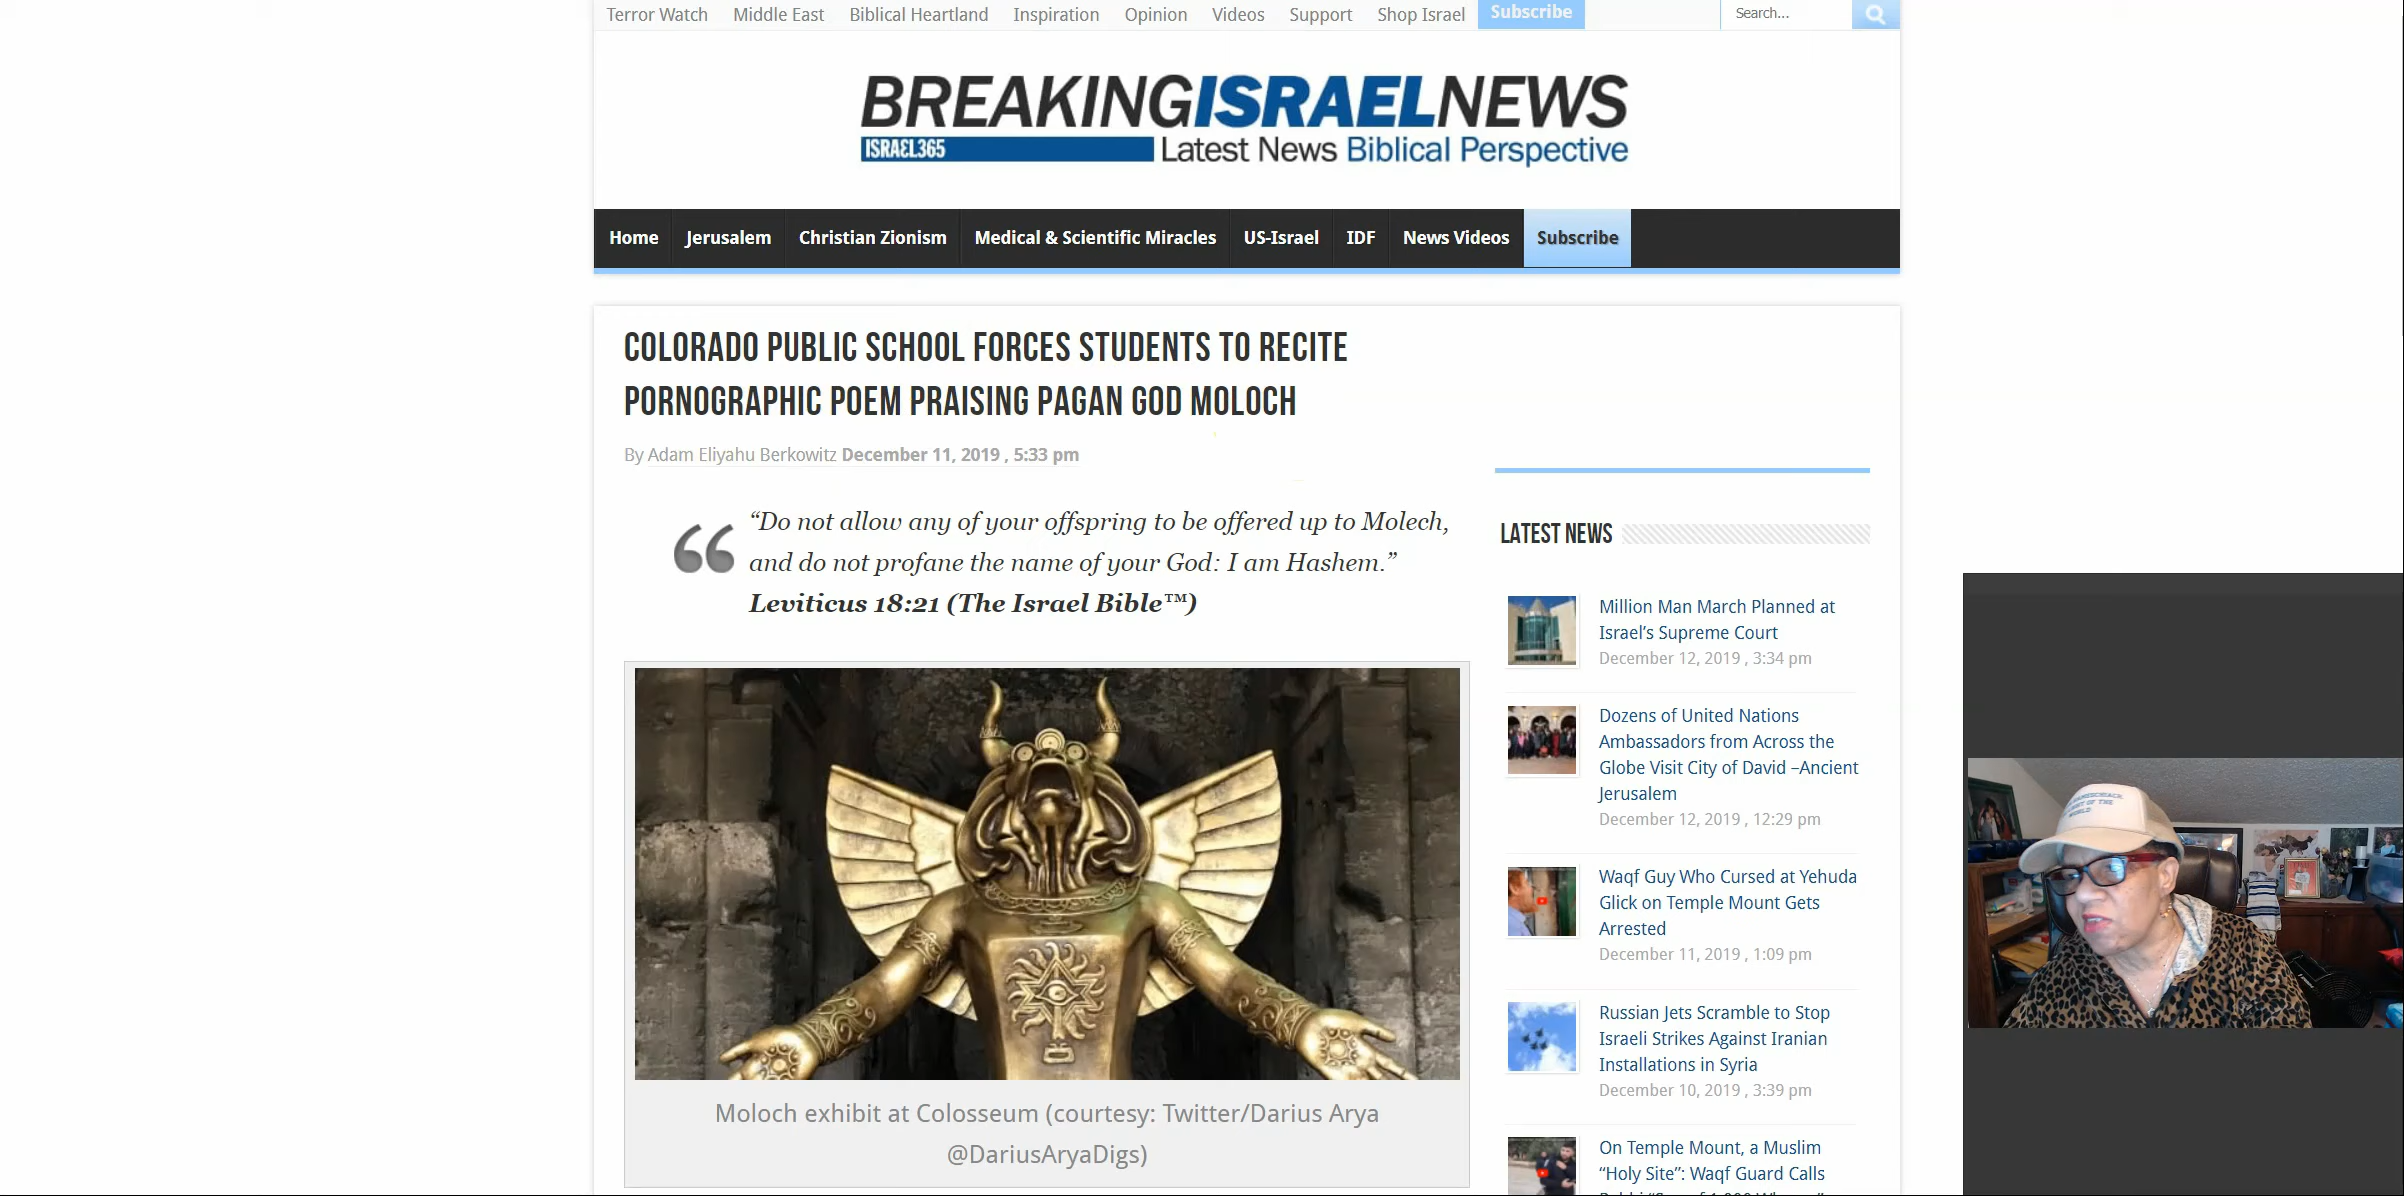 Terror Watch Middle East Biblical Heartland Inspiration Opinion Videos Support Shop Israel Subscribe Search...
BREAKINGISRAELNEWS
ISRAEL365 Latest News Biblical Perspective
Home Jerusalem Christian Zionism Medical & Scientific Miracles US-Israel IDF News Videos Subscribe
COLORADO PUBLIC SCHOOL FORCES STUDENTS TO RECITE
PORNOGRAPHIC POEM PRAISING PAGAN GOD MOLOCH
By Adam Eliyahu Berkowitz December 11, 2019 , 5:33 pm
“Do not allow any of your offspring to be offered up to Molech,
and do not profane the name of your God: I am Hashem.”
Leviticus 18:21 (The Israel Bible™)
Moloch exhibit at Colosseum (courtesy: Twitter/Darius Arya
@DariusAryaDigs)
LATEST NEWS
Million Man March Planned at
Israel’s Supreme Court
December 12, 2019 , 3:34 pm
Dozens of United Nations
Ambassadors from Across the
Globe Visit City of David –Ancient
Jerusalem
December 12, 2019 , 12:29 pm
Waqf Guy Who Cursed at Yehuda
Glick on Temple Mount Gets
Arrested
December 11, 2019 , 1:09 pm
Russian Jets Scramble to Stop
Israeli Strikes Against Iranian
Installations in Syria
December 10, 2019 , 3:39 pm
On Temple Mount, a Muslim
“Holy Site”: Waqf Guard Calls
OF THE
WORLD